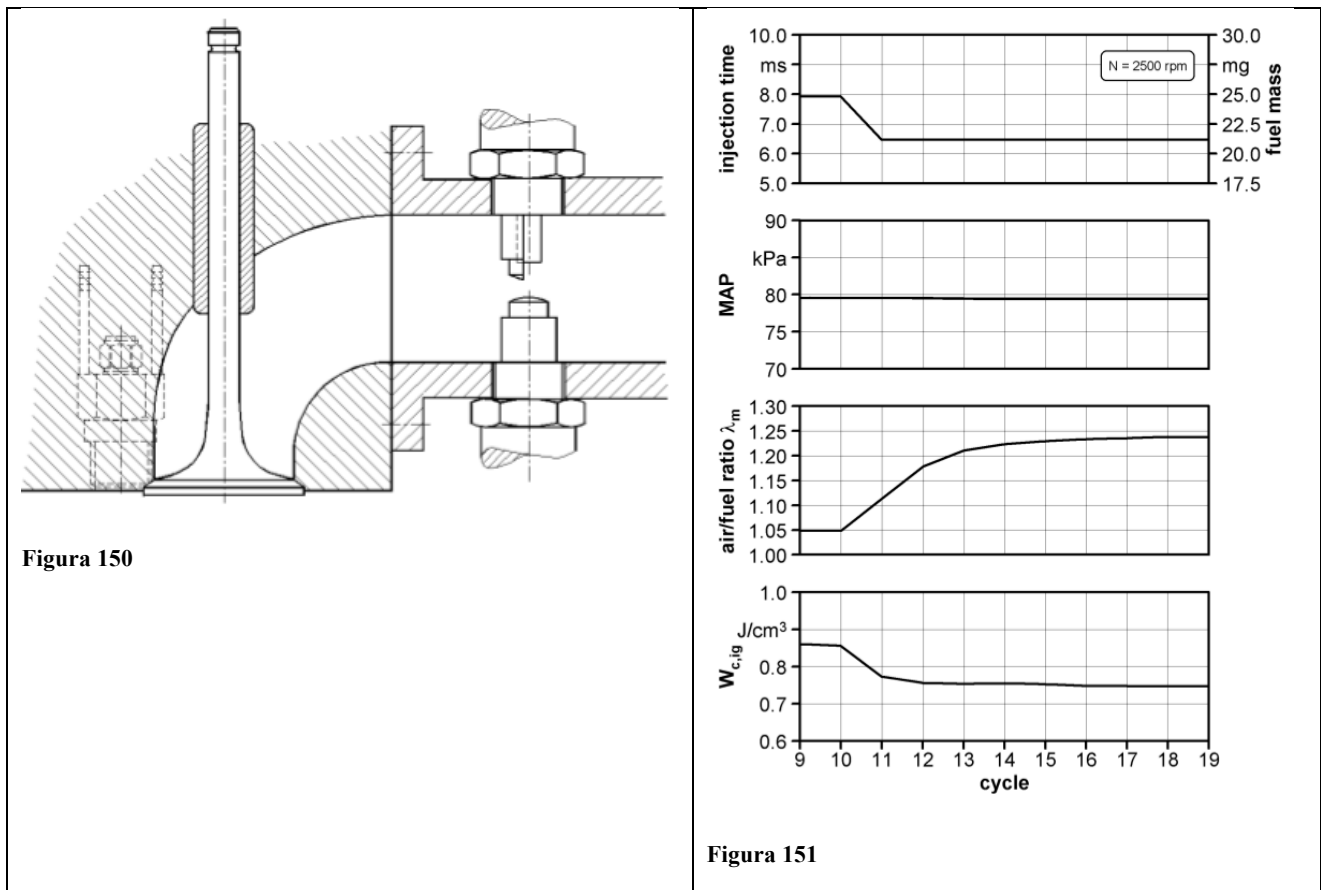 Figura 150
10.0
ms
8.0
7.0
6.0
5.0
injection time
N = 2500 rpm
30.0
mg
25.0
22.5
20.0
17.5
fuel mass
90
kPa
80
75
70
MAP
1.30
1.25
1.20
1.15
1.10
1.05
1.00
air/fuel ratio λm
1.0
J/cm³
0.8
0.7
0.6
Wc,ig
9 10 11 12 13 14 15 16 17 18 19
cycle
Figura 151